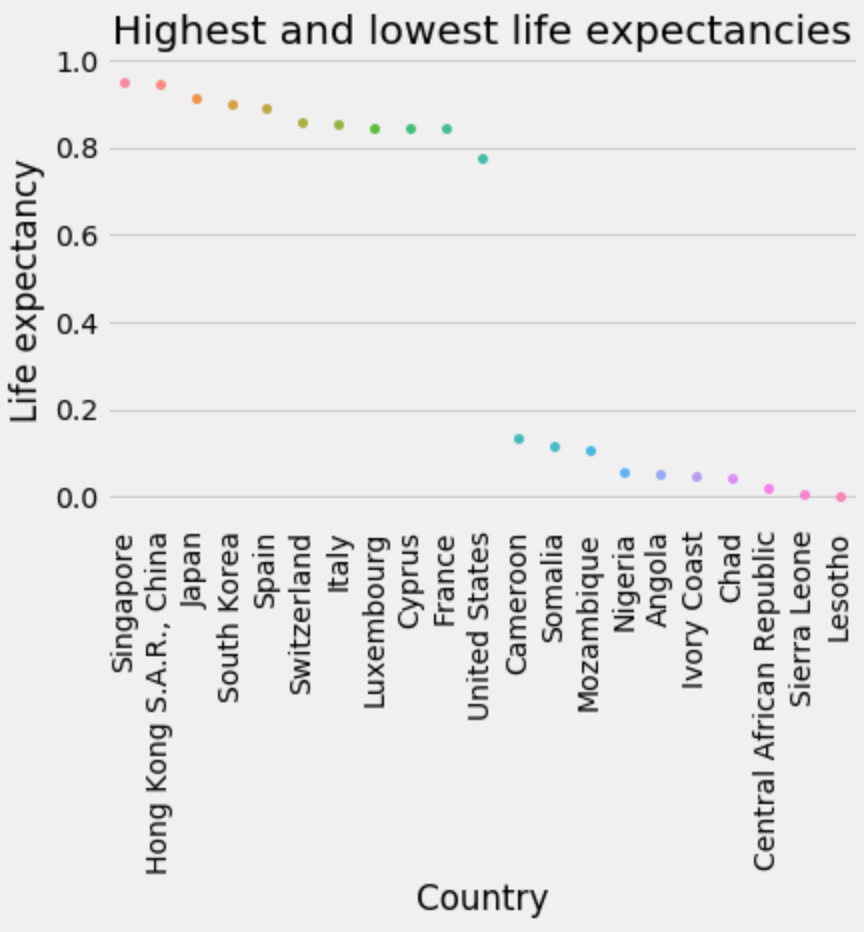 Highest and lowest life expectancies
1.0
0.8
0.6
0.4
0.2
0.0
Life expectancy
Singapore
Hong Kong S.A.R., China
Japan
South Korea
Spain
Switzerland
Italy
Luxembourg
Cyprus
France
United States
Cameroon
Somalia
Mozambique
Nigeria
Angola
Ivory Coast
Chad
Central African Republic
Sierra Leone
Lesotho
Country